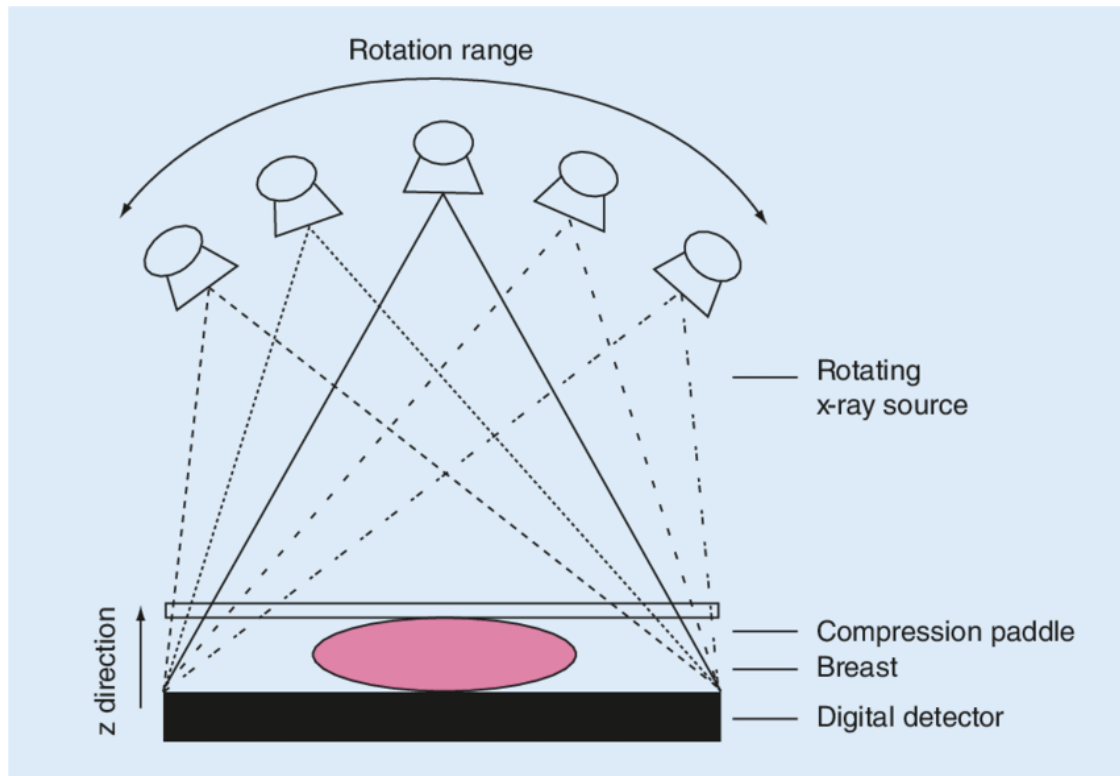 Rotation range
Rotating
x-ray source
Compression paddle
Breast
Digital detector
z direction